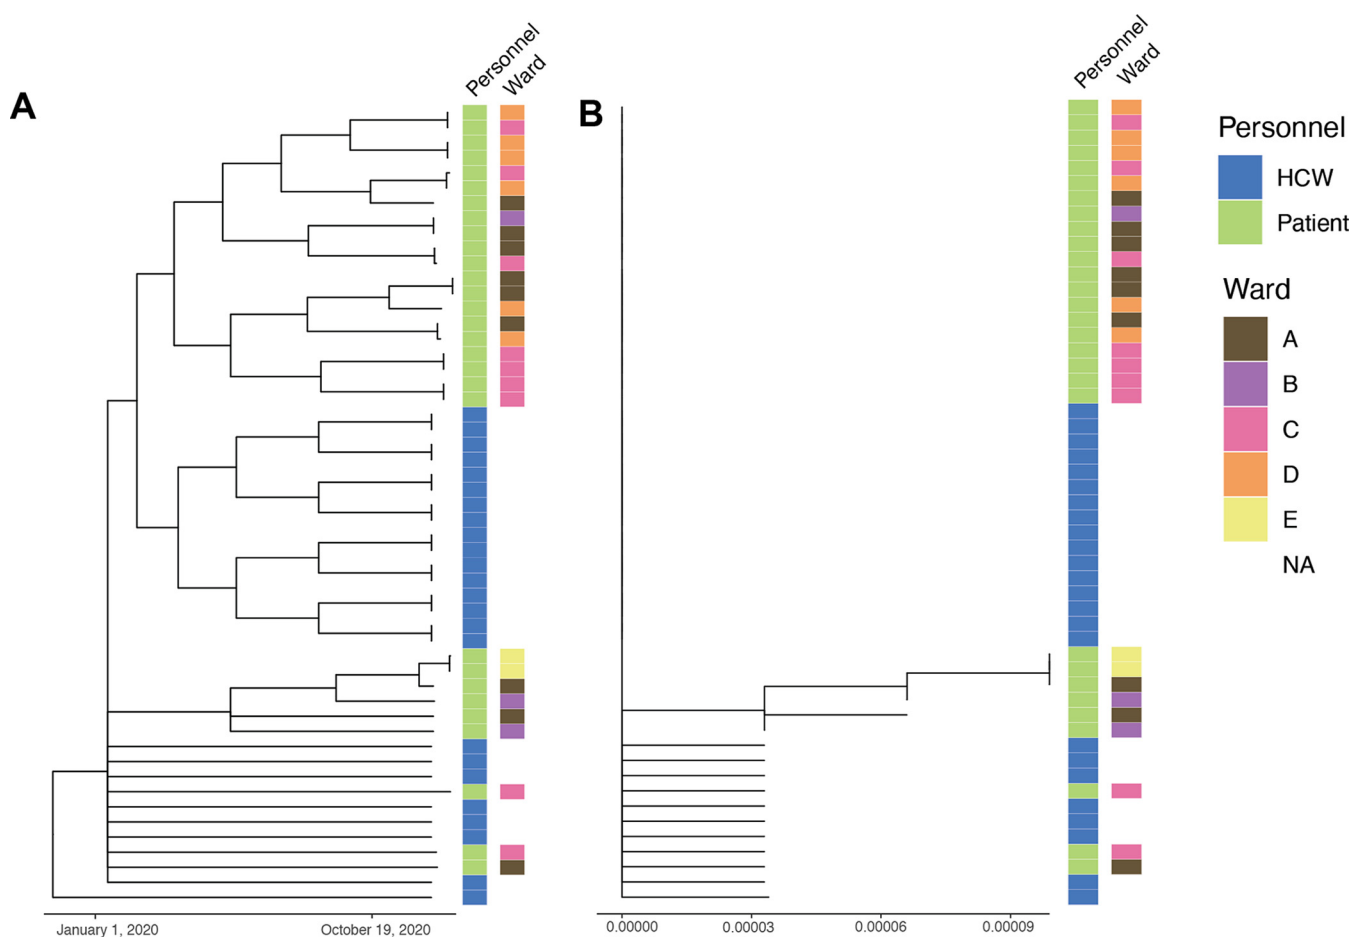 A
Personnel
Ward
B
Personnel
Ward
Personnel
HCW
Patient
Ward
A
B
C
D
E
NA
January 1, 2020
October 19, 2020
0.00000
0.00003
0.00006
0.00009